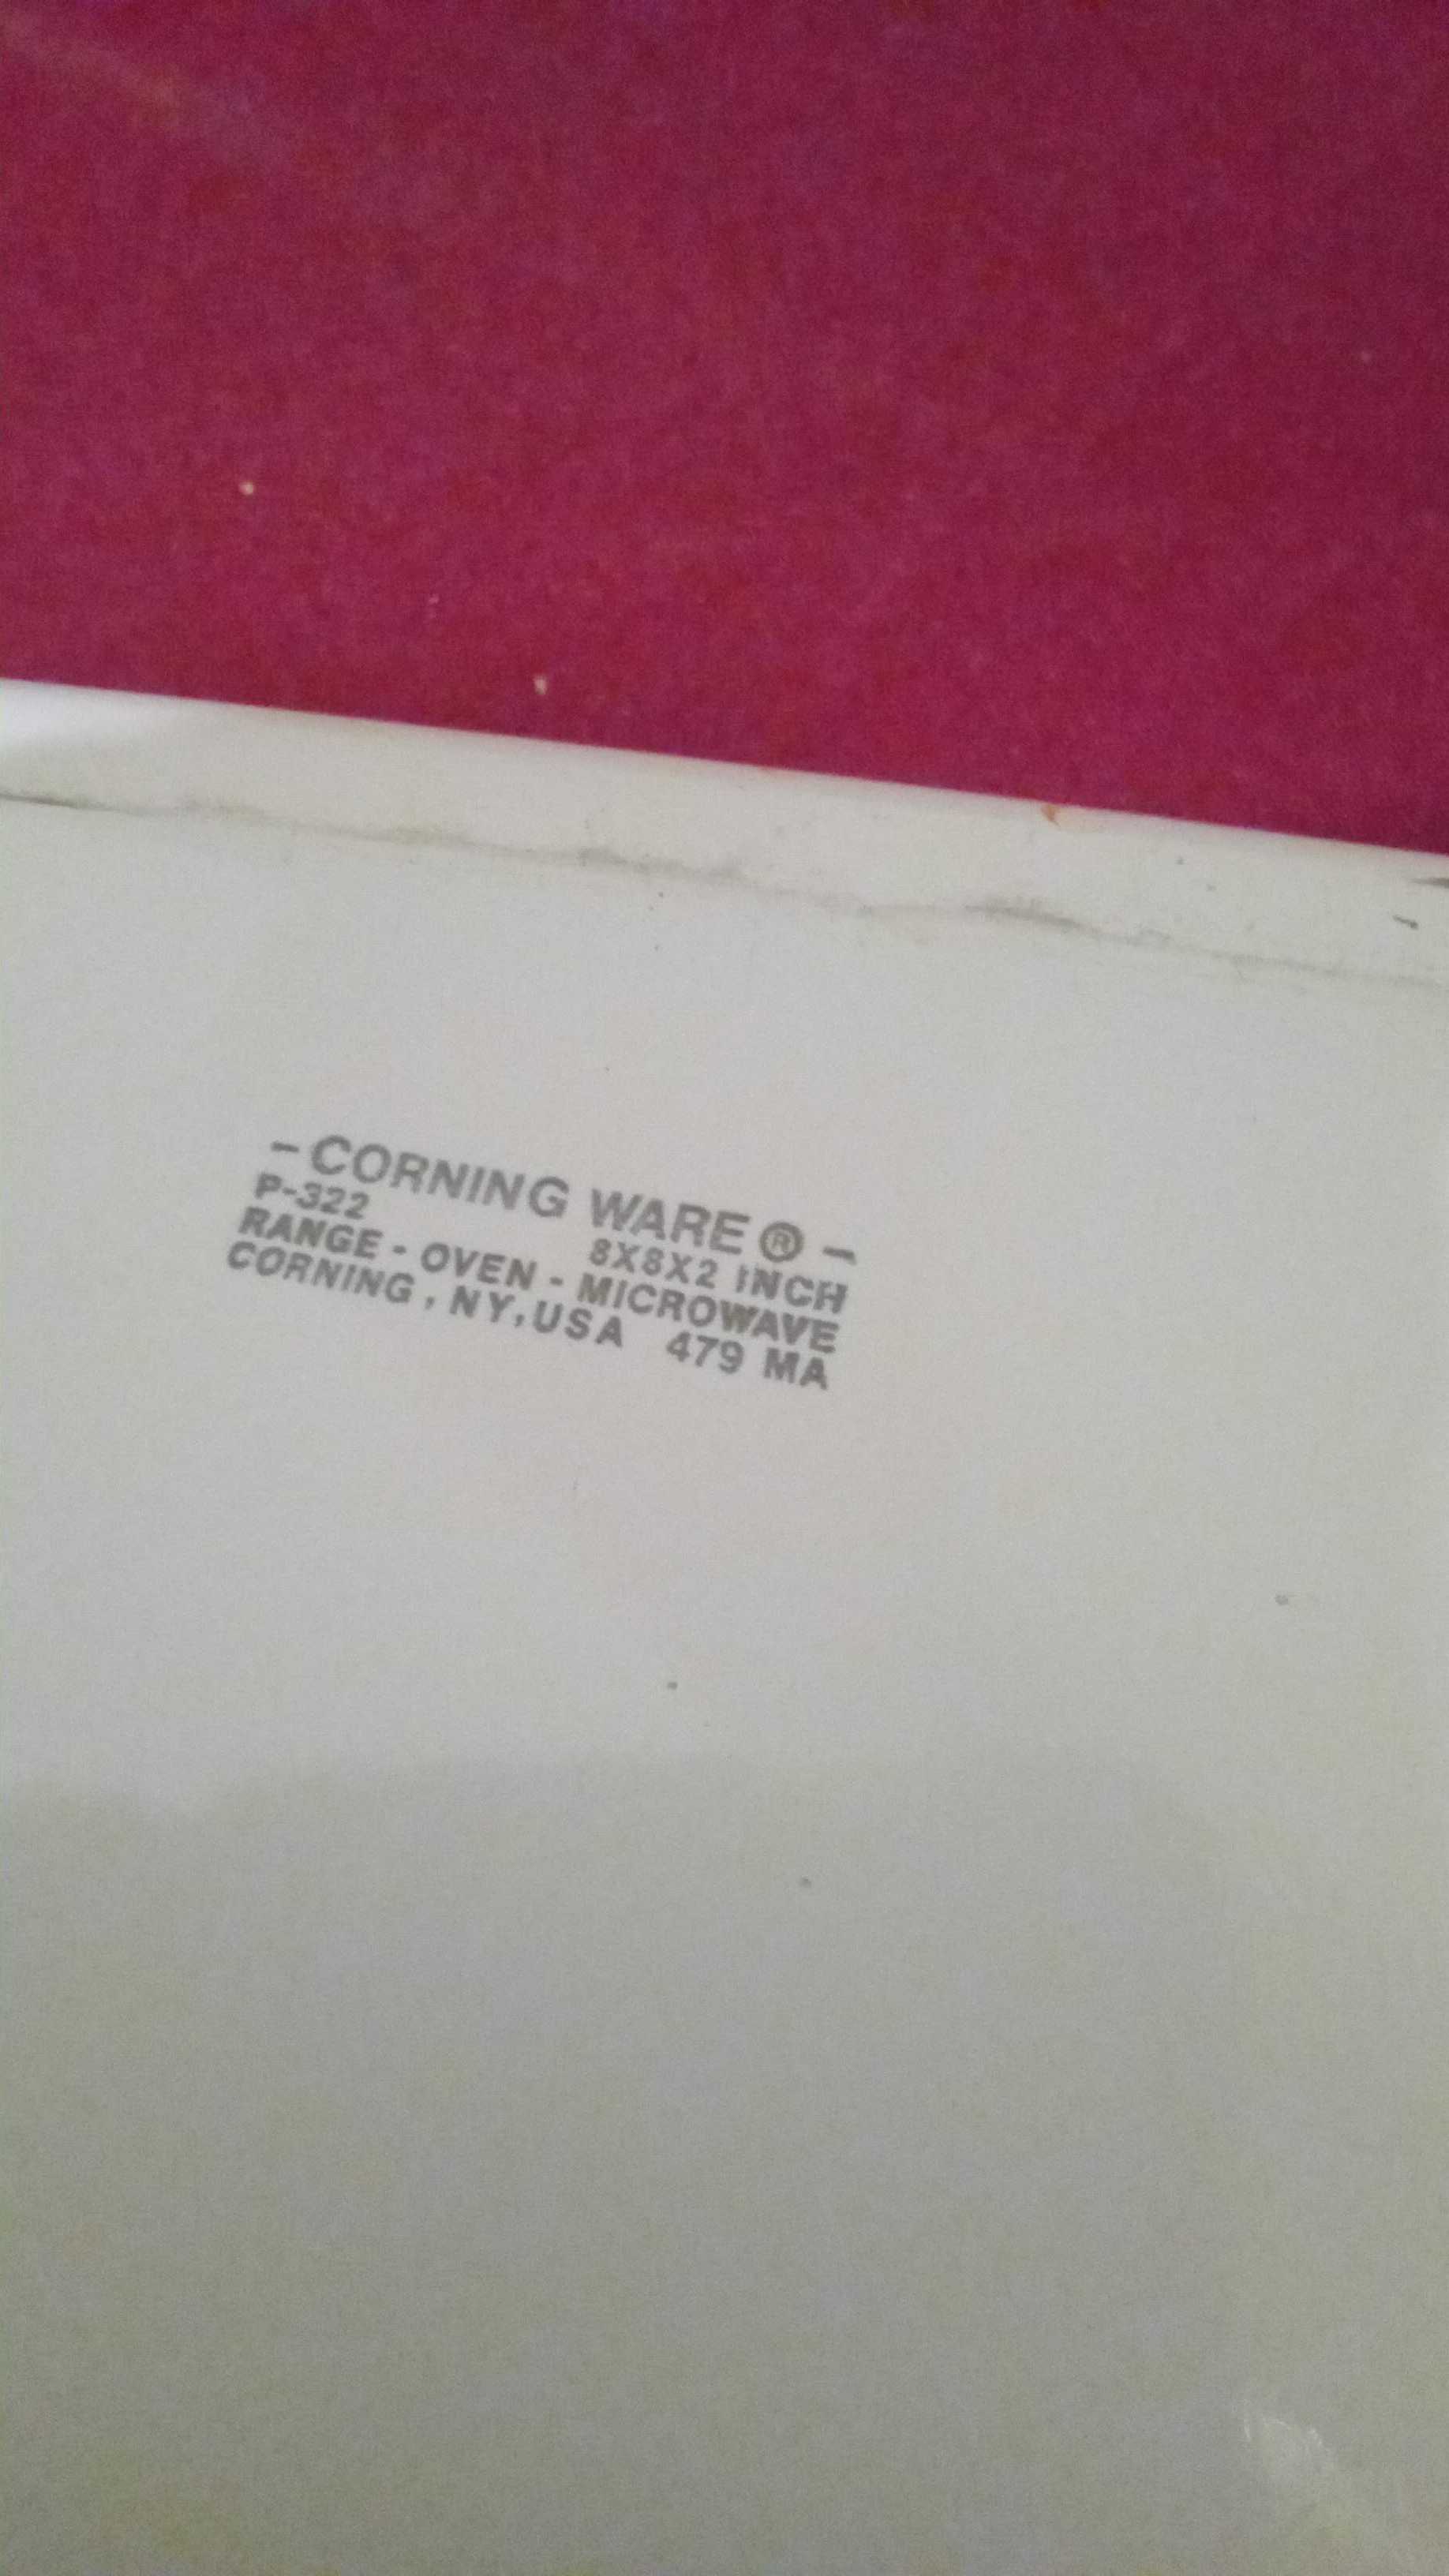 - CORNING WARE ® -
P-322 8X8X2 INCH
RANGE - OVEN - MICROWAVE
CORNING, NY, USA 479 MA